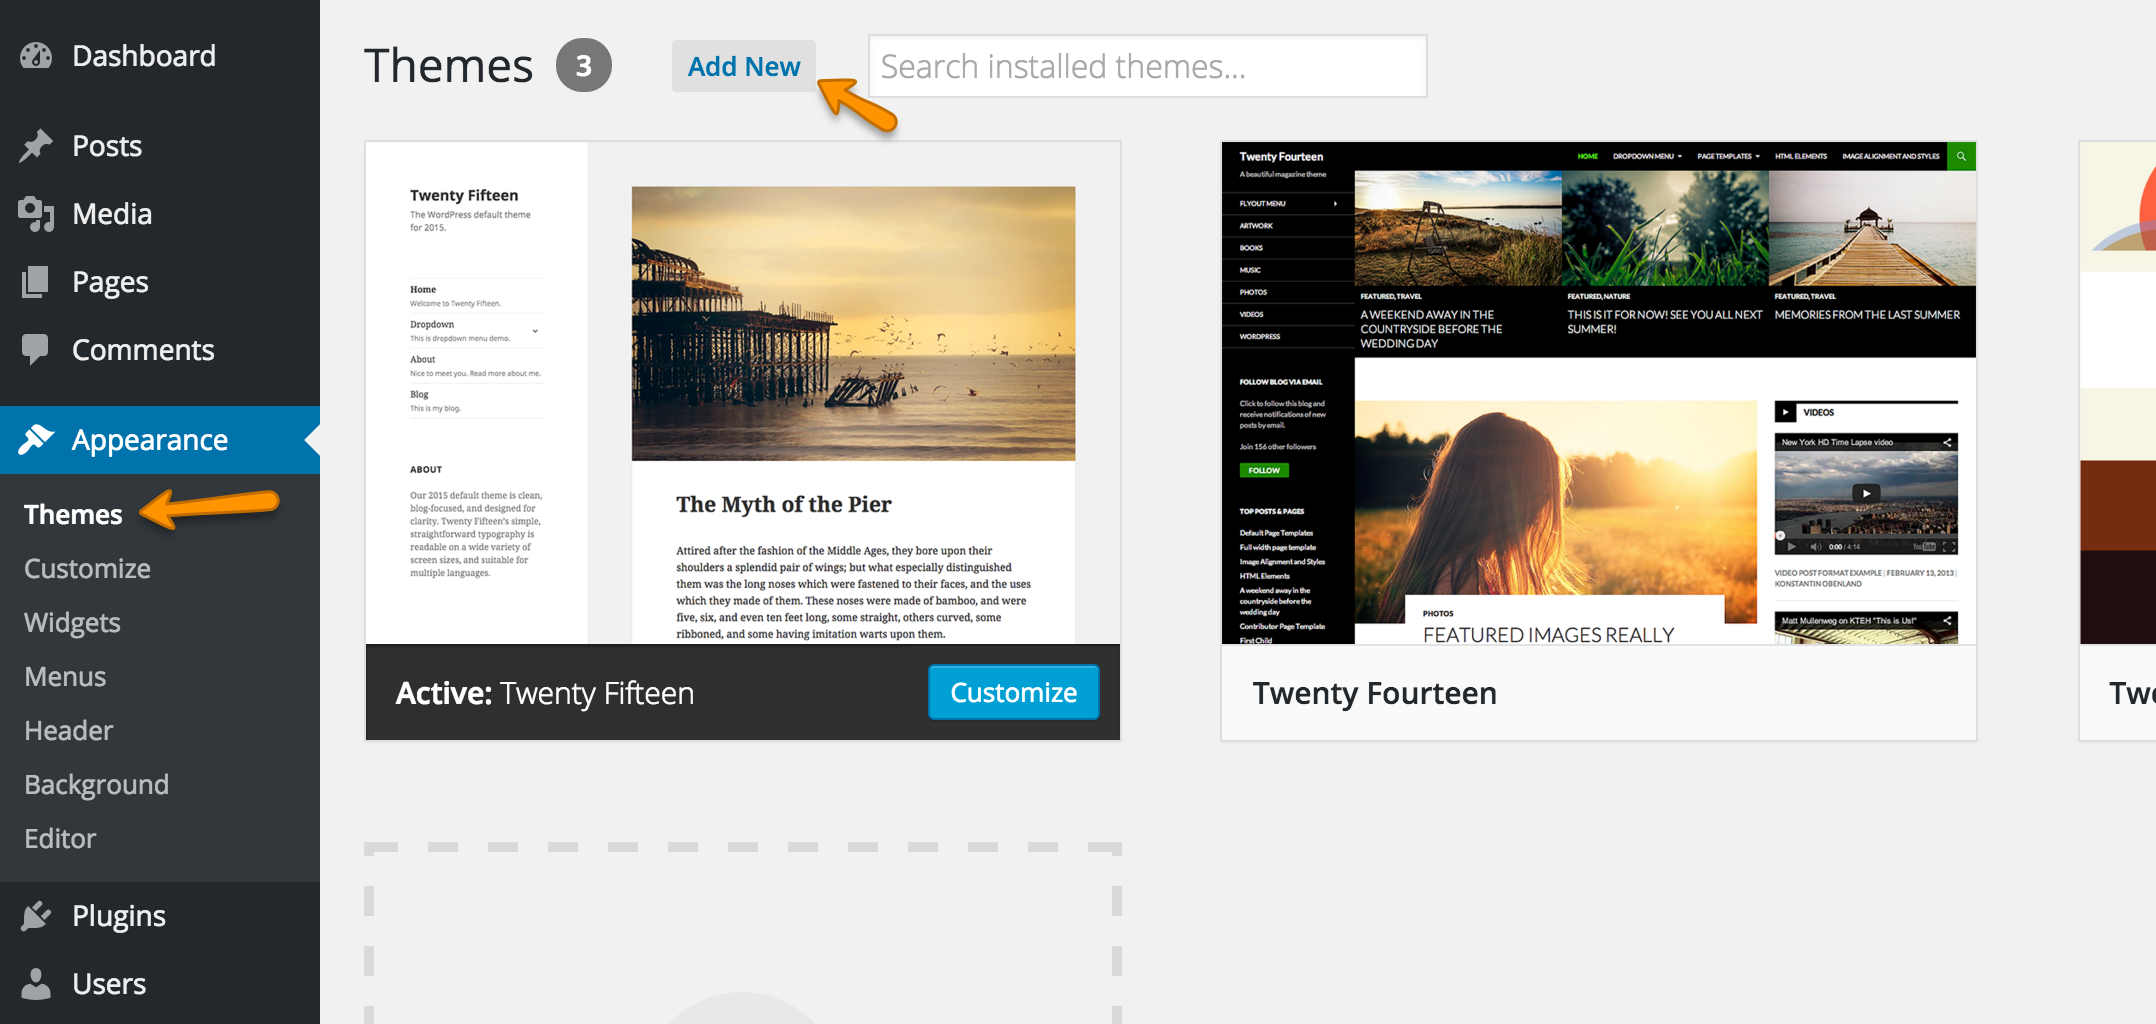 Dashboard
Posts
Media
Pages
Comments
Appearance
Themes
Customize
Widgets
Menus
Header
Background
Editor
Plugins
Users
Themes 3 Add New
Search installed themes...
Twenty Fifteen
The WordPress default theme
for 2015.
Home
Welcome to Twenty Fifteen.
Dropdown
This is dropdown menu demo.
About
Nice to meet you. Read more about me.
Blog
This is my blog.
ABOUT
Our 2015 default theme is clean,
blog-focused, and designed for
clarity. Twenty Fifteen's simple,
straightforward typography is
readable on a wide variety of
screen sizes, and suitable for
multiple languages.
The Myth of the Pier
Attired after the fashion of the Middle Ages, they bore upon their
shoulders a splendid pair of wings; but what especially distinguished
them was the long noses which were fastened to their faces, and the uses
which they made of them. These noses were made of bamboo, and were
five, six, and even ten feet long, some straight, others curved, some
ribboned, and some having imitation warts upon them.
Active: Twenty Fifteen
Customize
Twenty Fourteen
A beautiful magazine theme
HOME DROPDOWN MENU PAGE TEMPLATES HTML ELEMENTS IMAGE ALIGNMENT AND STYLES
FLYOUT MENU
ARTWORK
BOOKS
MUSIC
PHOTOS
VIDEOS
WORDPRESS
FEATURED, TRAVEL
A WEEKEND AWAY IN THE
COUNTRYSIDE BEFORE THE
WEDDING DAY
FEATURED, NATURE
THIS IS IT FOR NOW! SEE YOU ALL NEXT
SUMMER!
FEATURED, TRAVEL
MEMORIES FROM THE LAST SUMMER
FOLLOW BLOG VIA EMAIL
Click to follow this blog and
receive notifications of new
posts by email.
Join 156 other followers
FOLLOW
TOP POSTS & PAGES
Default Page Templates
Full width page template
Image Alignment and Styles
HTML Elements
A weekend away in the
countryside before the
wedding day
Contributor Page Template
First Child
PHOTOS
FEATURED IMAGES REALLY
VIDEOS
New York HD Time Lapse video
0:00 / 4:14 YouTube
VIDEO POST FORMAT EXAMPLE | FEBRUARY 13, 2013 |
KONSTANTIN OBENLAND
Matt Mullenweg on KTEH "This is Us!"
Twenty Fourteen